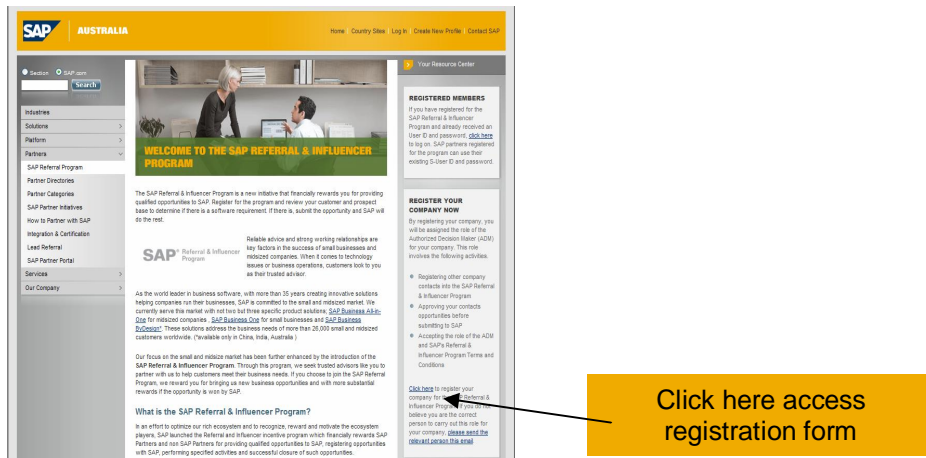 SAP AUSTRALIA
Home Country Sites Log In Create New Profile Contact SAP
Section SAP.com
Search
Industries
Solutions
Platform
Partners
SAP Referral Program
Partner Directories
Partner Categories
SAP Partner Initiatives
How to Partner with SAP
Integration & Certification
Lead Referral
SAP Partner Portal
Services
Our Company
WELCOME TO THE SAP REFERRAL & INFLUENCER
PROGRAM
The SAP Referral & Influencer Program is a new initiative that financially rewards you for providing
qualified opportunities to SAP. Register for the program and review your customer and prospect
base to determine if there is a software requirement. If there is, submit the opportunity and SAP will
do the rest.
SAP® Referral & Influencer
Program
Reliable advice and strong working relationships are
key factors in the success of small businesses and
midsized companies. When it comes to technology
issues or business operations, customers look to you
as their trusted advisor.
As the world leader in business software, with more than 35 years creating innovative solutions
helping companies run their businesses, SAP is committed to the small and midsized market. We
currently serve this market with not two but three specific product solutions; SAP Business All-in-
One for midsized companies , SAP Business One for small businesses and SAP Business
ByDesign*. These solutions address the business needs of more than 26,000 small and midsized
customers worldwide. (*available only in China, India, Australia )
Our focus on the small and midsize market has been further enhanced by the introduction of the
SAP Referral & Influencer Program. Through this program, we seek trusted advisors like you to
partner with us to help customers meet their business needs. If you choose to join the SAP Referral
Program, we reward you for bringing us new business opportunities and with more substantial
rewards if the opportunity is won by SAP.
What is the SAP Referral & Influencer Program?
In an effort to optimize our rich ecosystem and to recognize, reward and motivate the ecosystem
players, SAP launched the Referral and Influencer incentive program which financially rewards SAP
Partners and non SAP Partners for providing qualified opportunities to SAP, registering opportunities
with SAP, performing specified activities and successful closure of such opportunities.
Your Resource Center
REGISTERED MEMBERS
If you have registered for the
SAP Referral & Influencer
Program and already received an
User ID and password, click here
to log on. SAP partners registered
for the program can use their
existing S-User ID and password.
REGISTER YOUR
COMPANY NOW
By registering your company, you
will be assigned the role of the
Authorized Decision Maker (ADM)
for your company. This role
involves the following activities.
Registering other company
contacts into the SAP Referral
& Influencer Program
Approving your contacts
opportunities before
submitting to SAP
Accepting the role of the ADM
and SAP's Referral &
Influencer Program Terms and
Conditions
Click here to register your
company for the SAP Referral &
Influencer Program. If you do not
believe you are the correct
person to carry out this role for
your company, please send the
relevant person this email
Click here access
registration form